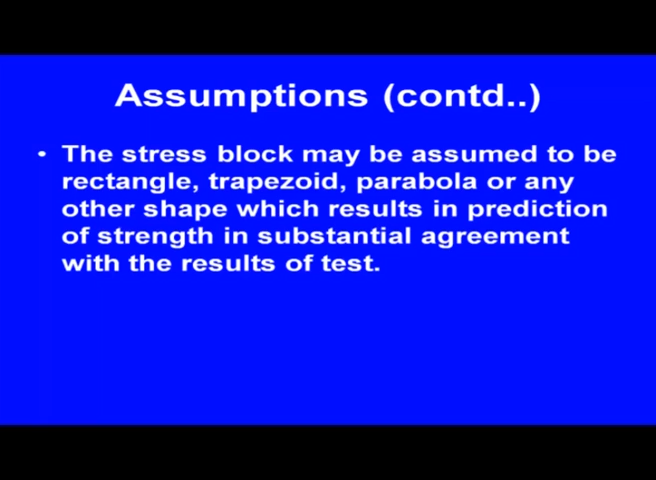 Assumptions (contd..)
• The stress block may be assumed to be
rectangle, trapezoid, parabola or any
other shape which results in prediction
of strength in substantial agreement
with the results of test.